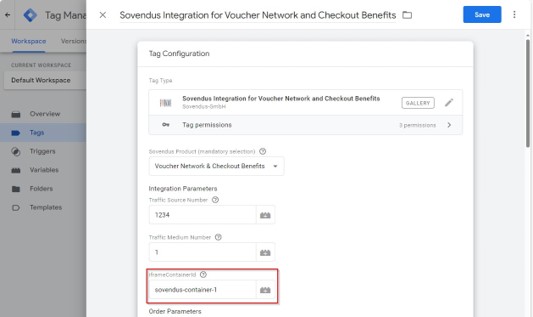 Tag Mana
Sovendus Integration for Voucher Network and Checkout Benefits
Save
Workspace
Versions
CURRENT WORKSPACE
Default Workspace
Overview
Tags
Triggers
Variables
Folders
Templates
Tag Configuration
Tag Type
Sovendus Integration for Voucher Network and Checkout Benefits
Sovendus-GmbH
GALLERY
Tag permissions
3 permissions
Sovendus Product (mandatory selection)
Voucher Network & Checkout Benefits
Integration Parameters
Traffic Source Number
1234
Traffic Medium Number
1
IframeContainerId
sovendus-container-1
Order Parameters